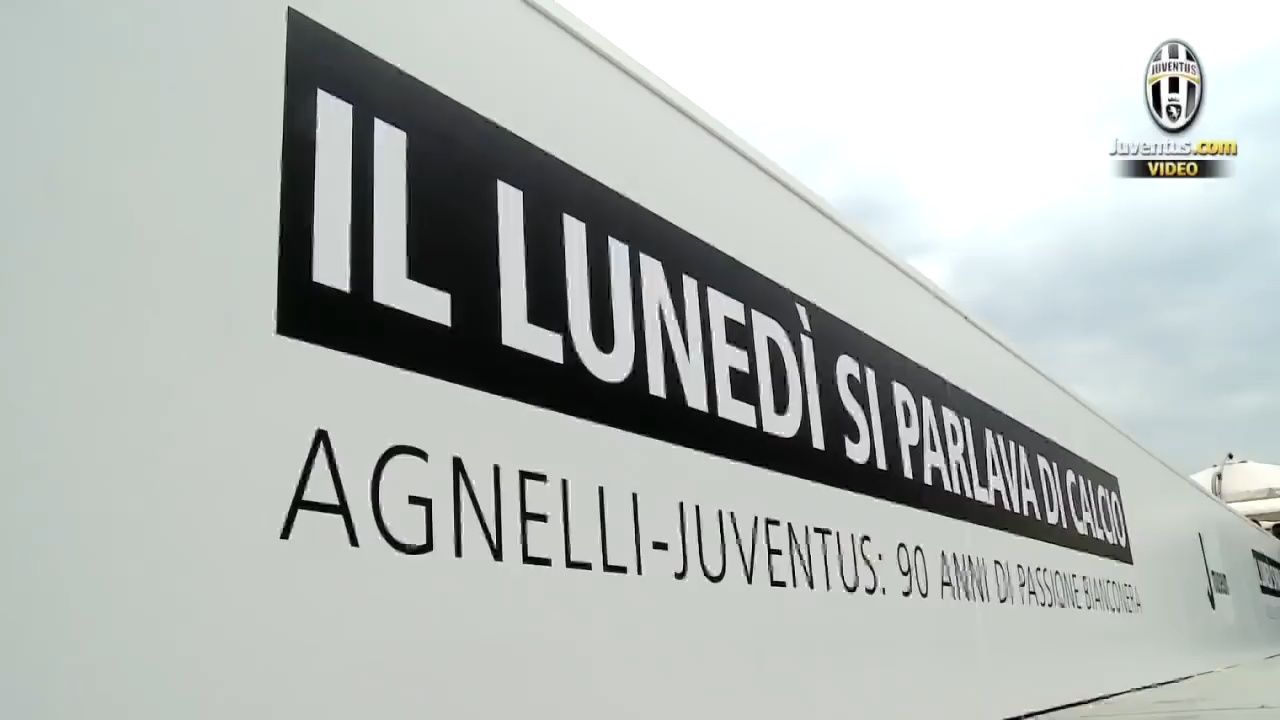 JUVENTUS
Juventus.com
VIDEO
IL LUNEDÌ SI PARLAVA DI CALCIO
AGNELLI-JUVENTUS: 90 ANNI DI PASSIONE BIANCONERA